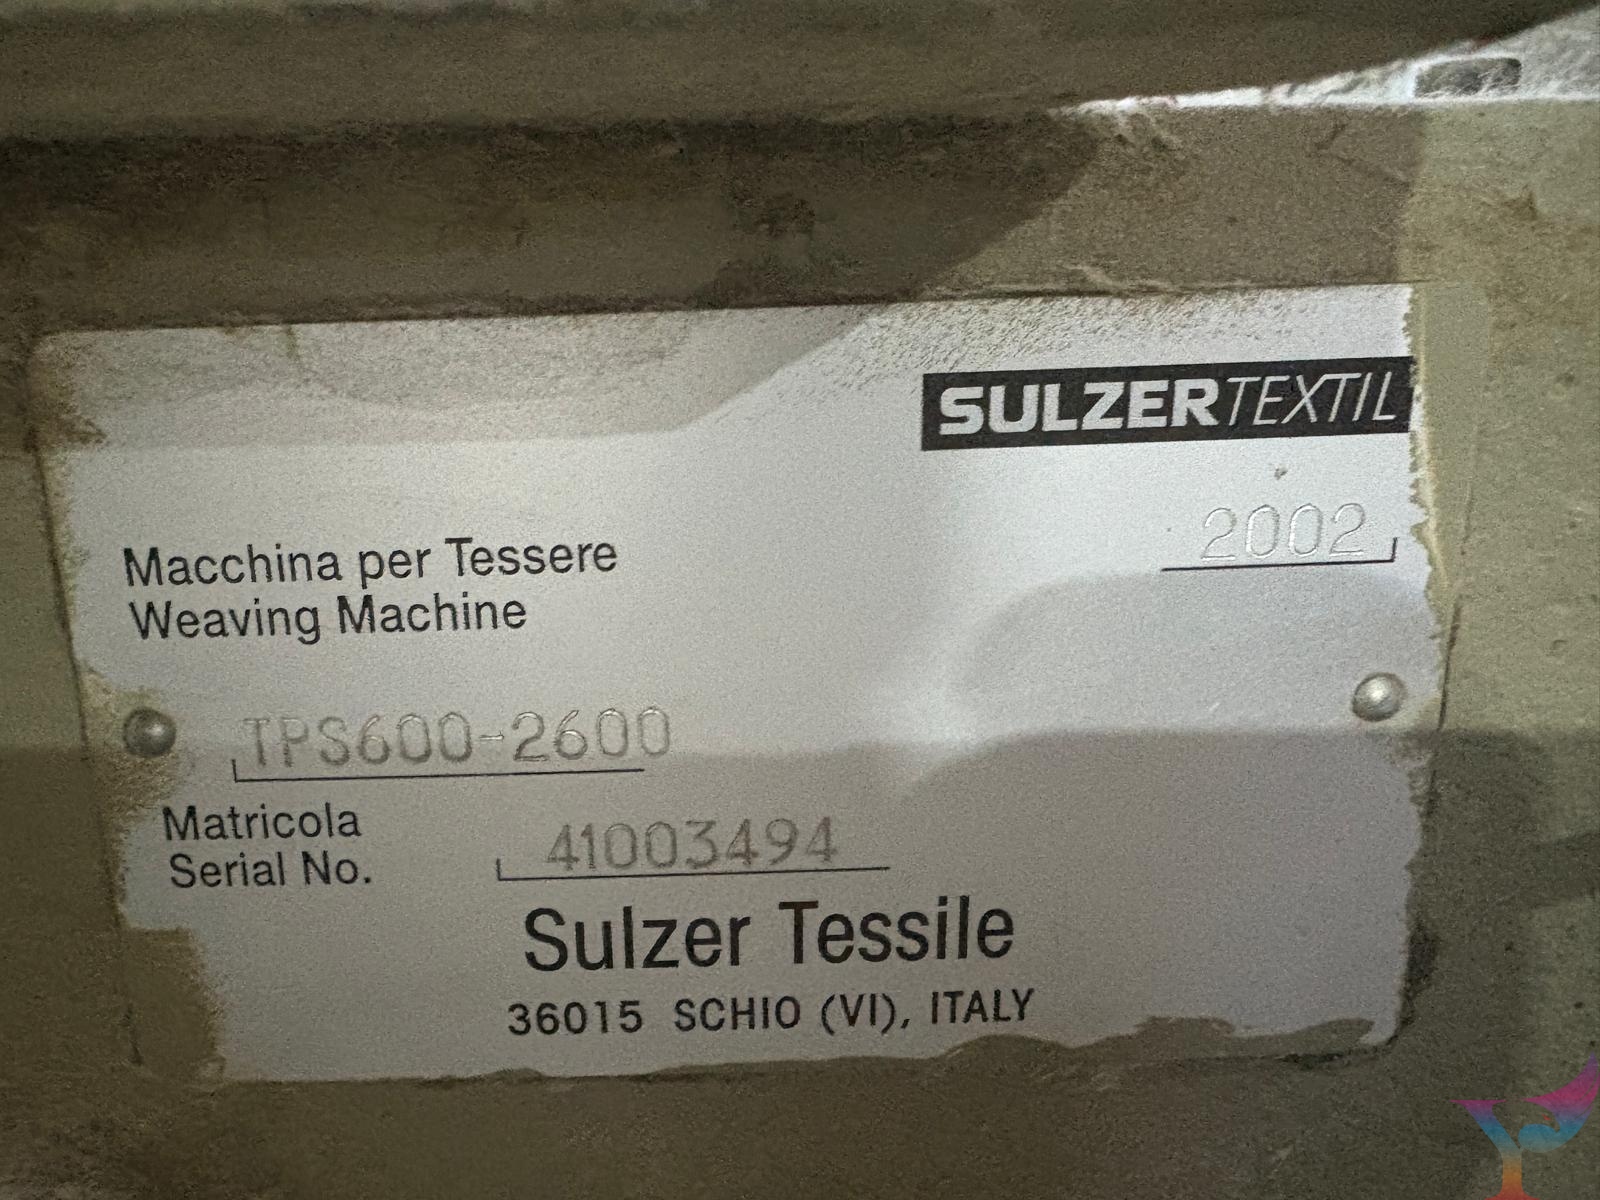 SULZERTEXTIL
2002
Macchina per Tessere
Weaving Machine
TPS600-2600
Matricola
Serial No.
41003494
Sulzer Tessile
36015 SCHIO (VI), ITALY